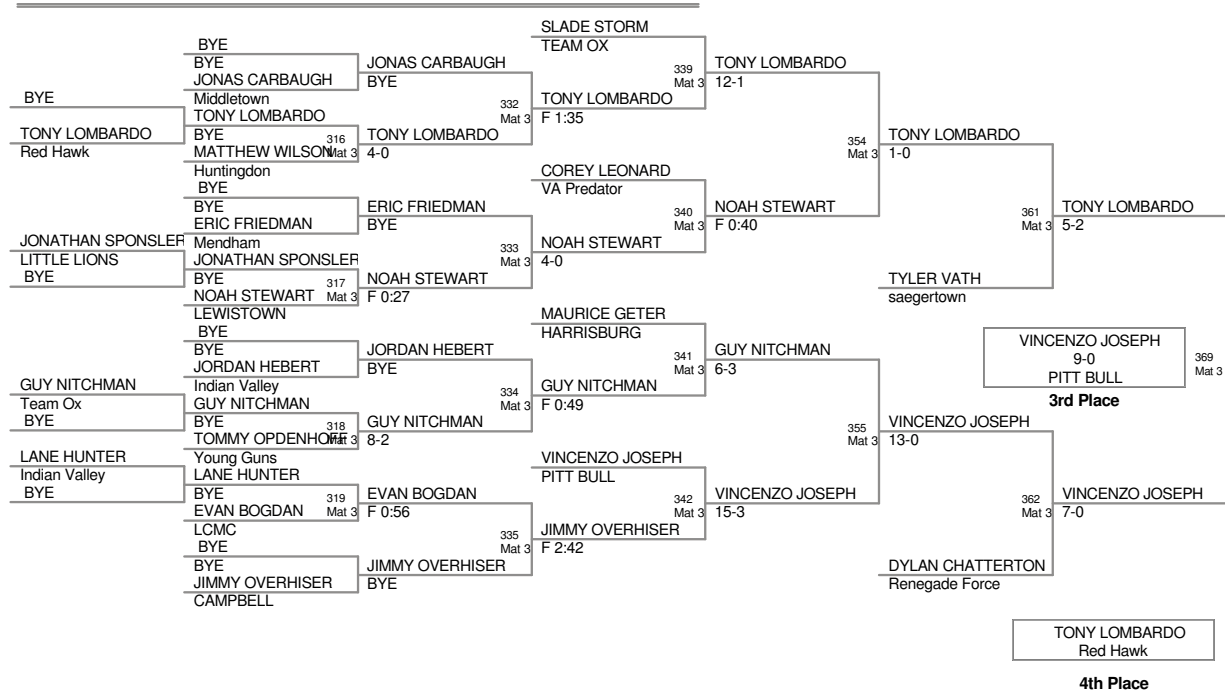 SLADE STORM
TEAM OX
BYE
BYE
JONAS CARBAUGH
339
TONY LOMBARDO
JONAS CARBAUGH
BYE
Mat 3
12-1
BYE
Middletown
332
TONY LOMBARDO
TONY LOMBARDO
Mat 3
F 1:35
TONY LOMBARDO
BYE
316
TONY LOMBARDO
354
TONY LOMBARDO
Red Hawk
MATTHEW WILSON
Mat 3
4-0
Mat 3
1-0
Huntingdon
COREY LEONARD
BYE
VA Predator
BYE
ERIC FRIEDMAN
340
NOAH STEWART
361
TONY LOMBARDO
ERIC FRIEDMAN
BYE
Mat 3
F 0:40
Mat 3
5-2
JONATHAN SPONSLER
Mendham
333
NOAH STEWART
LITTLE LIONS
JONATHAN SPONSLER
Mat 3
4-0
BYE
BYE
317
NOAH STEWART
TYLER VATH
NOAH STEWART
Mat 3
F 0:27
saegertown
LEWISTOWN
MAURICE GETER
BYE
HARRISBURG
VINCENZO JOSEPH
BYE
JORDAN HEBERT
341
GUY NITCHMAN
9-0
369
JORDAN HEBERT
BYE
Mat 3
6-3
PITT BULL
Mat 3
GUY NITCHMAN
Indian Valley
334
GUY NITCHMAN
3rd Place
Team Ox
GUY NITCHMAN
Mat 3
F 0:49
BYE
BYE
318
GUY NITCHMAN
355
VINCENZO JOSEPH
TOMMY OPDENHOFF
Mat 3
8-2
Mat 3
13-0
LANE HUNTER
Young Guns
VINCENZO JOSEPH
Indian Valley
LANE HUNTER
PITT BULL
BYE
BYE
319
EVAN BOGDAN
342
VINCENZO JOSEPH
362
VINCENZO JOSEPH
EVAN BOGDAN
Mat 3
F 0:56
Mat 3
15-3
Mat 3
7-0
LCMC
335
JIMMY OVERHISER
BYE
Mat 3
F 2:42
BYE
JIMMY OVERHISER
DYLAN CHATTERTON
JIMMY OVERHISER
BYE
Renegade Force
CAMPBELL
TONY LOMBARDO
Red Hawk
4th Place